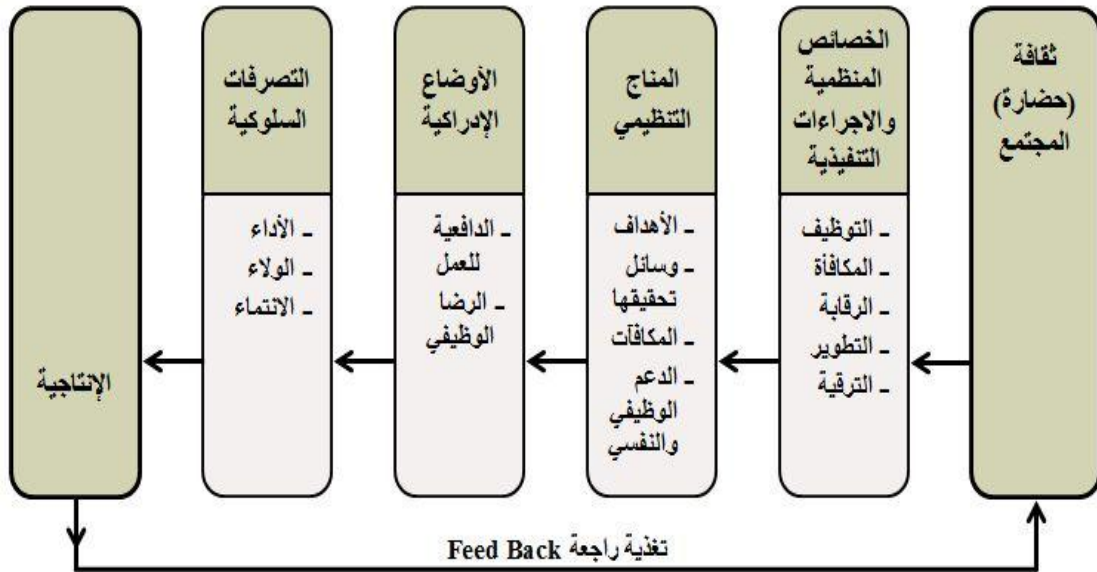 ثقافة
(حضارة)
المجتمع
الخصائص
المنظمية
والاجراءات
التنفيذية
ـ التوظيف
ـ المكافأة
ـ الرقابة
ـ التطوير
ـ الترقية
المناخ
التنظيمي
ـ الأهداف
ـ وسائل
تحقيقها
ـ المكافآت
ـ الدعم
الوظيفي
والنفسي
الأوضاع
الإدراكية
ـ الدافعية
للعمل
ـ الرضا
الوظيفي
التصرفات
السلوكية
ـ الأداء
ـ الولاء
ـ الانتماء
الإنتاجية
تغذية راجعة Feed Back